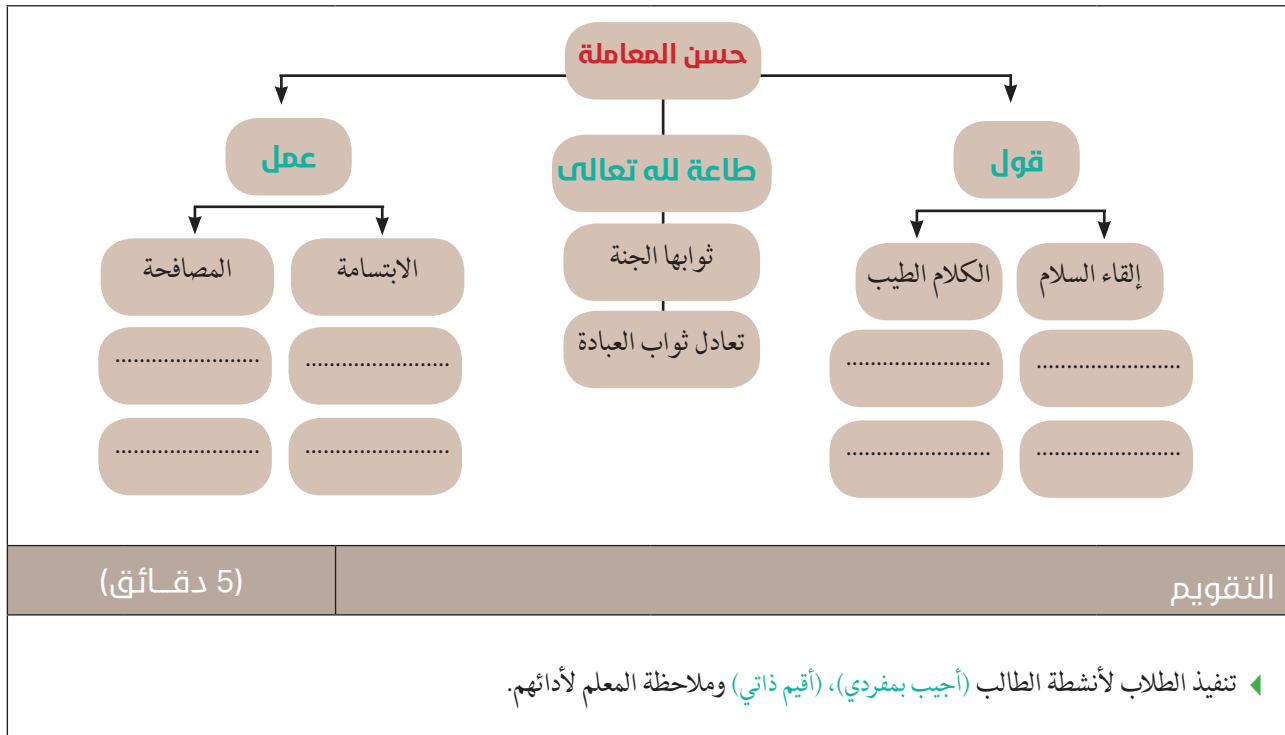 حسن المعاملة
قول
طاعة لله تعالى
عمل
إلقاء السلام
الكلام الطيب
ثوابها الجنة
الابتسامة
المصافحة
تعادل ثواب العبادة
........................
........................
........................
........................
........................
........................
........................
........................
التقويم
(5 دقــائق)
تنفيذ الطلاب لأنشطة الطالب (أجيب بمفردي)، (أقيم ذاتي) وملاحظة المعلم لأدائهم.